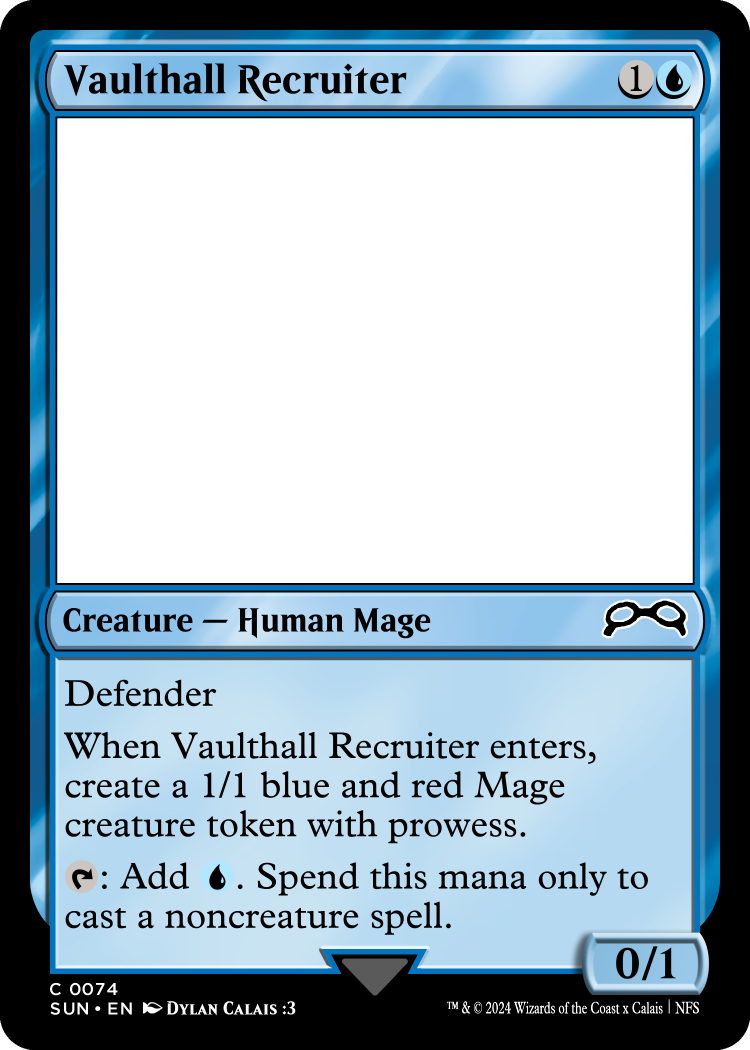 Vaulthall Recruiter 1
Creature — Human Mage
Defender
When Vaulthall Recruiter enters,
create a 1/1 blue and red Mage
creature token with prowess.
: Add . Spend this mana only to
cast a noncreature spell.
0/1
C 0074
SUN • EN DYLAN CALAIS :3
™ & © 2024 Wizards of the Coast x Calais | NFS